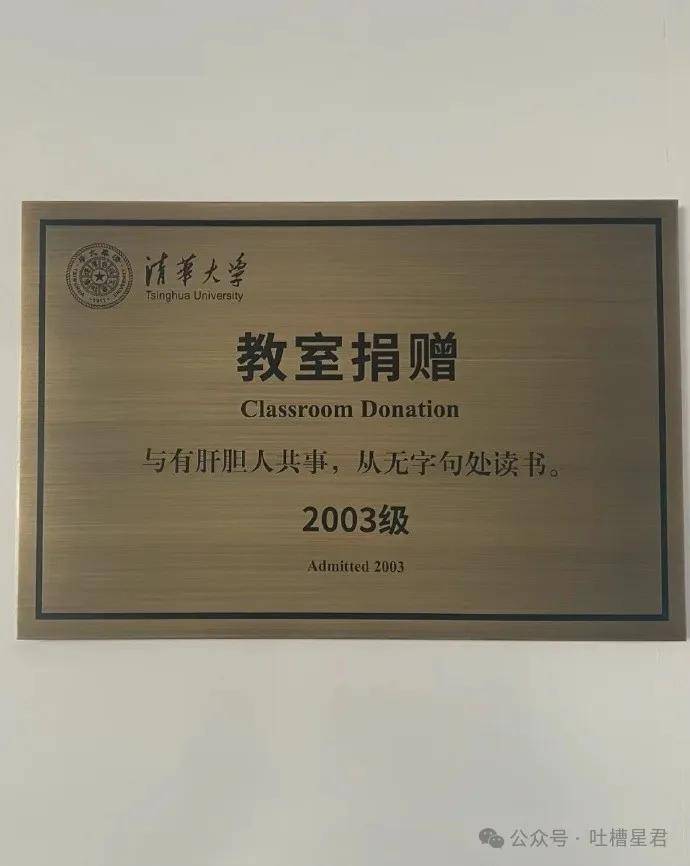 清华大学
Tsinghua University
教室捐赠
Classroom Donation
与有肝胆人共事，从无字句处读书。
2003级
Admitted 2003
公众号·吐槽星君